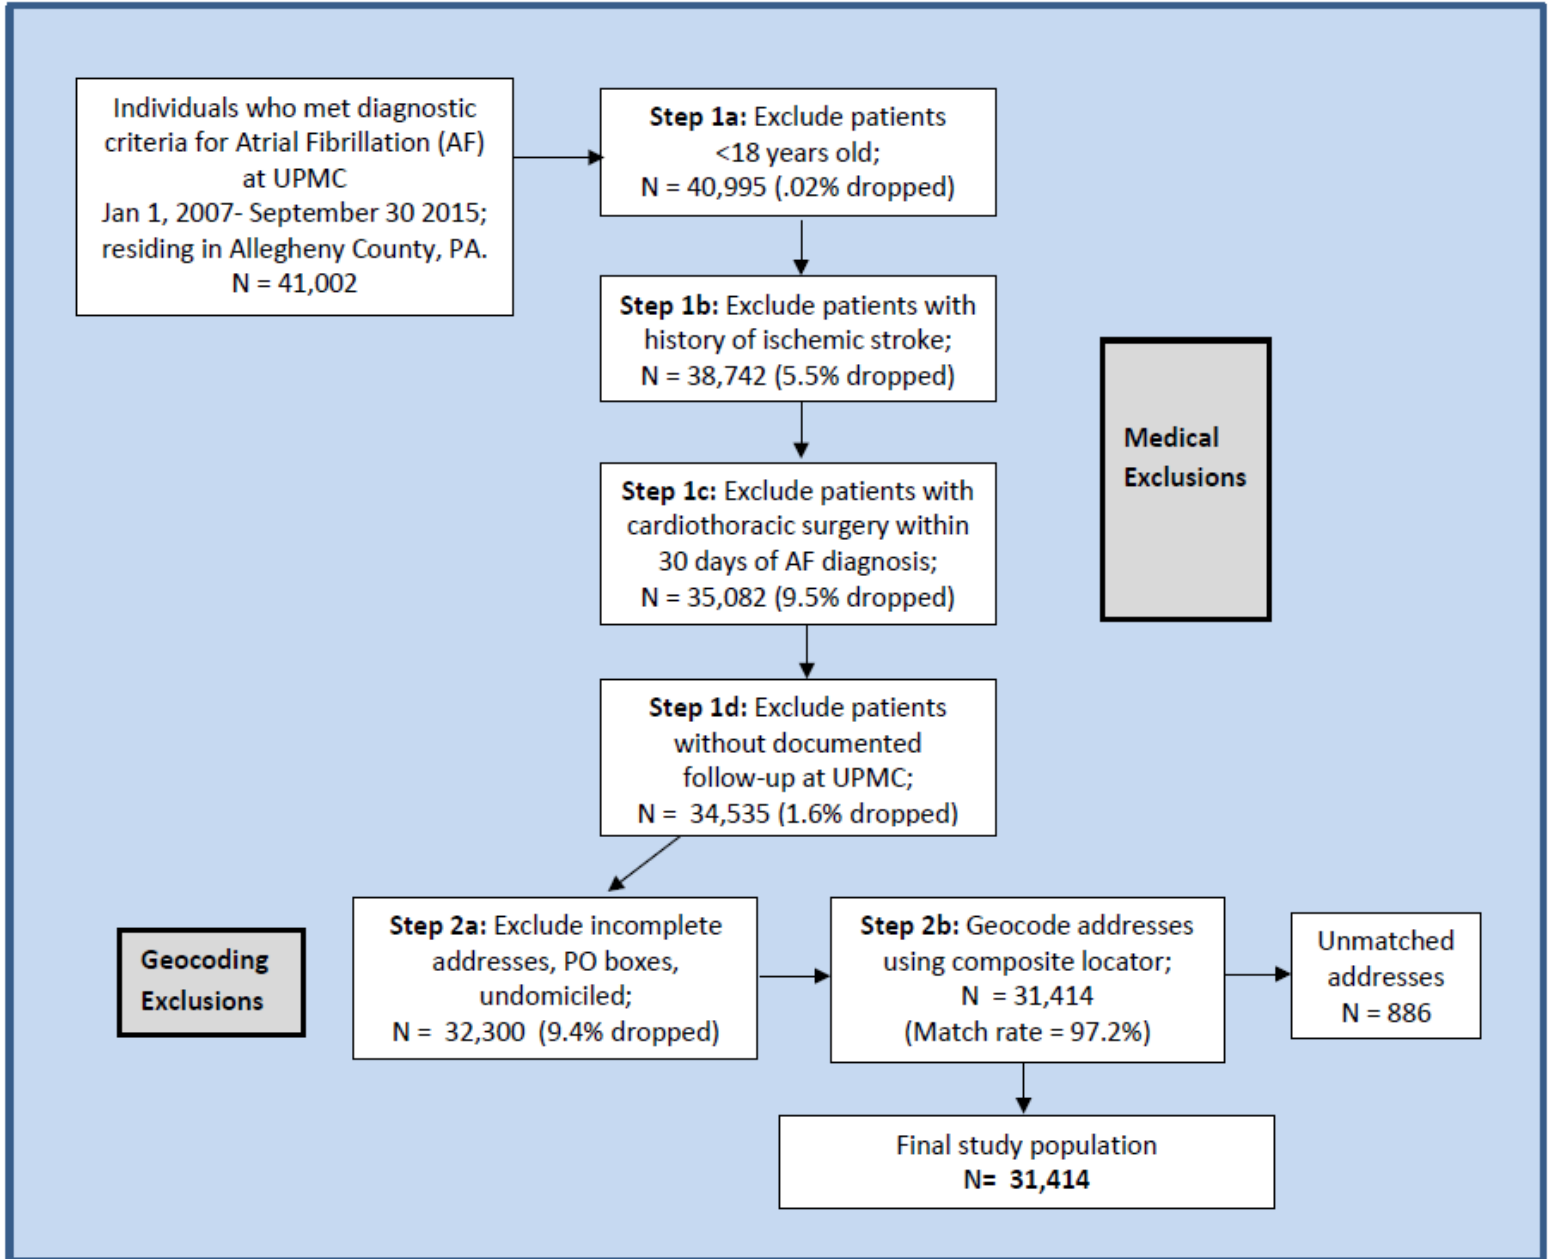 Individuals who met diagnostic
criteria for Atrial Fibrillation (AF)
at UPMC
Jan 1, 2007- September 30 2015;
residing in Allegheny County, PA.
N = 41,002
Step 1a: Exclude patients
<18 years old;
N = 40,995 (.02% dropped)
Step 1b: Exclude patients with
history of ischemic stroke;
N = 38,742 (5.5% dropped)
Medical
Exclusions
Step 1c: Exclude patients with
cardiothoracic surgery within
30 days of AF diagnosis;
N = 35,082 (9.5% dropped)
Step 1d: Exclude patients
without documented
follow-up at UPMC;
N =  34,535 (1.6% dropped)
Geocoding
Exclusions
Step 2a: Exclude incomplete
addresses, PO boxes,
undomiciled;
N =  32,300  (9.4% dropped)
Step 2b: Geocode addresses
using composite locator;
N  = 31,414
(Match rate = 97.2%)
Unmatched
addresses
N = 886
Final study population
N=  31,414